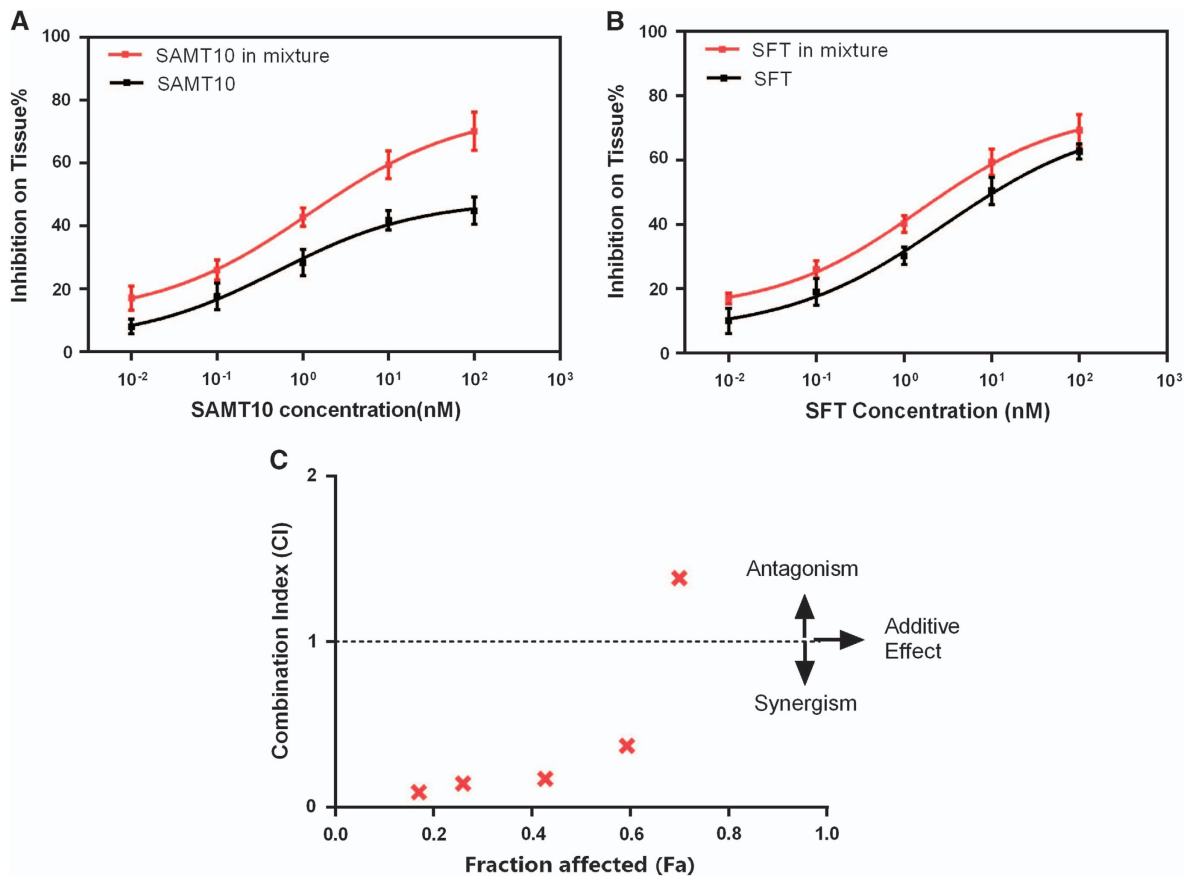 A
100
80
60
40
20
0
Inhibition on Tissue%
SAMT10 in mixture
SAMT10
10-2
10-1
100
101
102
103
SAMT10 concentration(nM)
B
100
80
60
40
20
0
Inhibition on Tissue%
SFT in mixture
SFT
10-2
10-1
100
101
102
103
SFT Concentration (nM)
C
2
1
0
Combination Index (CI)
Antagonism
Additive
Effect
Synergism
0.0
0.2
0.4
0.6
0.8
1.0
Fraction affected (Fa)